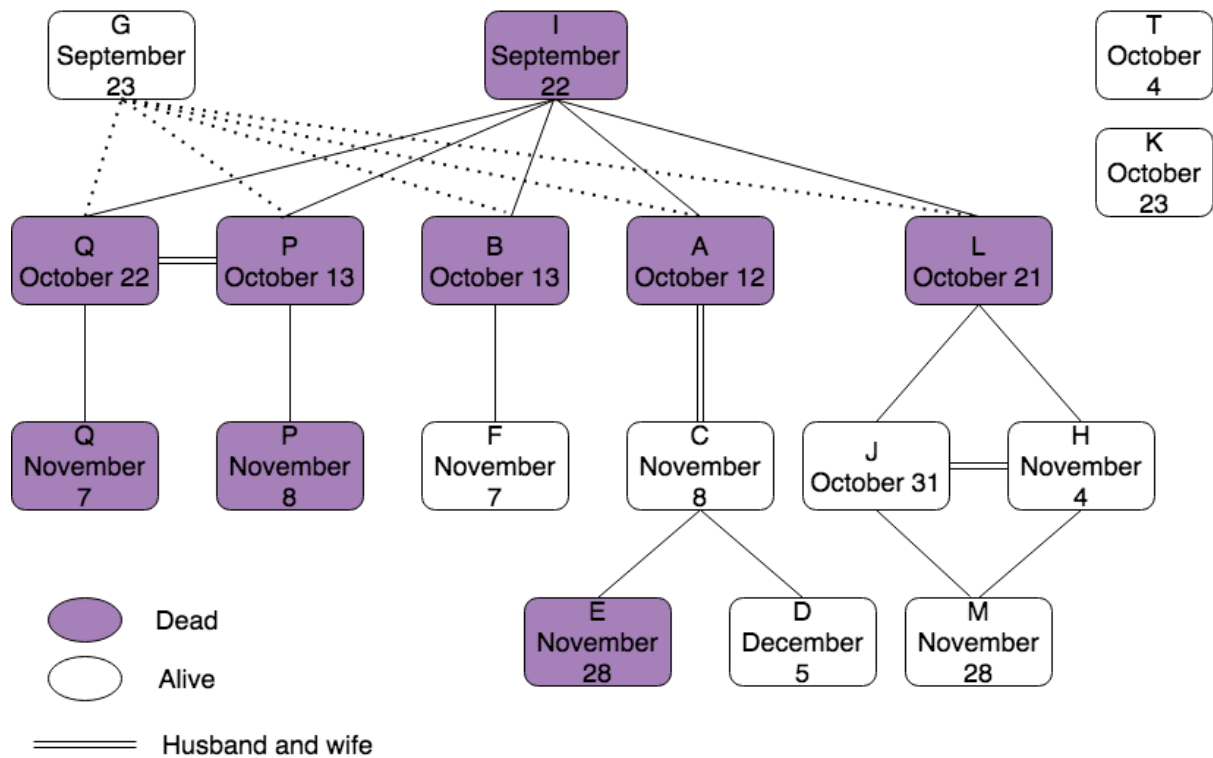 G
September
23
I
September
22
T
October
4
K
October
23
Q
October 22
P
October 13
B
October 13
A
October 12
L
October 21
Q
November
7
P
November
8
F
November
7
C
November
8
J
October 31
H
November
4
E
November
28
D
December
5
M
November
28
Dead
Alive
Husband and wife